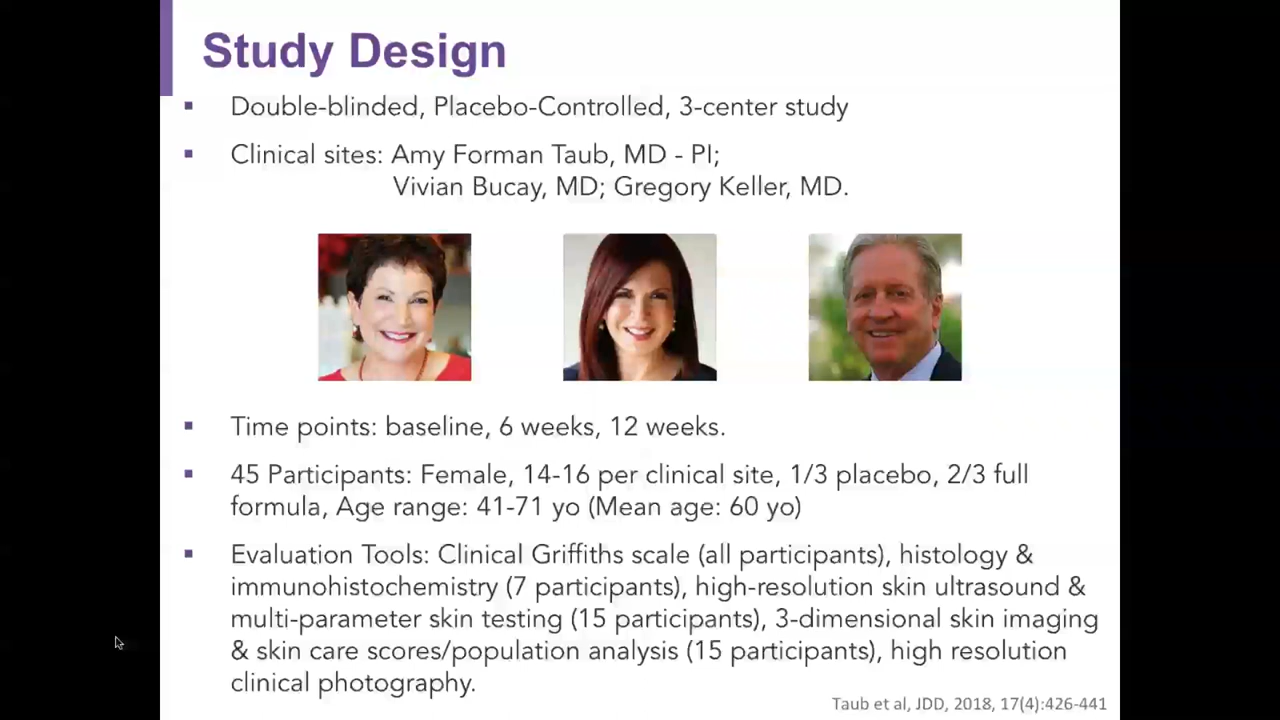 Study Design
▪ Double-blinded, Placebo-Controlled, 3-center study
▪ Clinical sites: Amy Forman Taub, MD - PI;
Vivian Bucay, MD; Gregory Keller, MD.
▪ Time points: baseline, 6 weeks, 12 weeks.
▪ 45 Participants: Female, 14-16 per clinical site, 1/3 placebo, 2/3 full
formula, Age range: 41-71 yo (Mean age: 60 yo)
▪ Evaluation Tools: Clinical Griffiths scale (all participants), histology &
immunohistochemistry (7 participants), high-resolution skin ultrasound &
multi-parameter skin testing (15 participants), 3-dimensional skin imaging
& skin care scores/population analysis (15 participants), high resolution
clinical photography.
Taub et al, JDD, 2018, 17(4):426-441